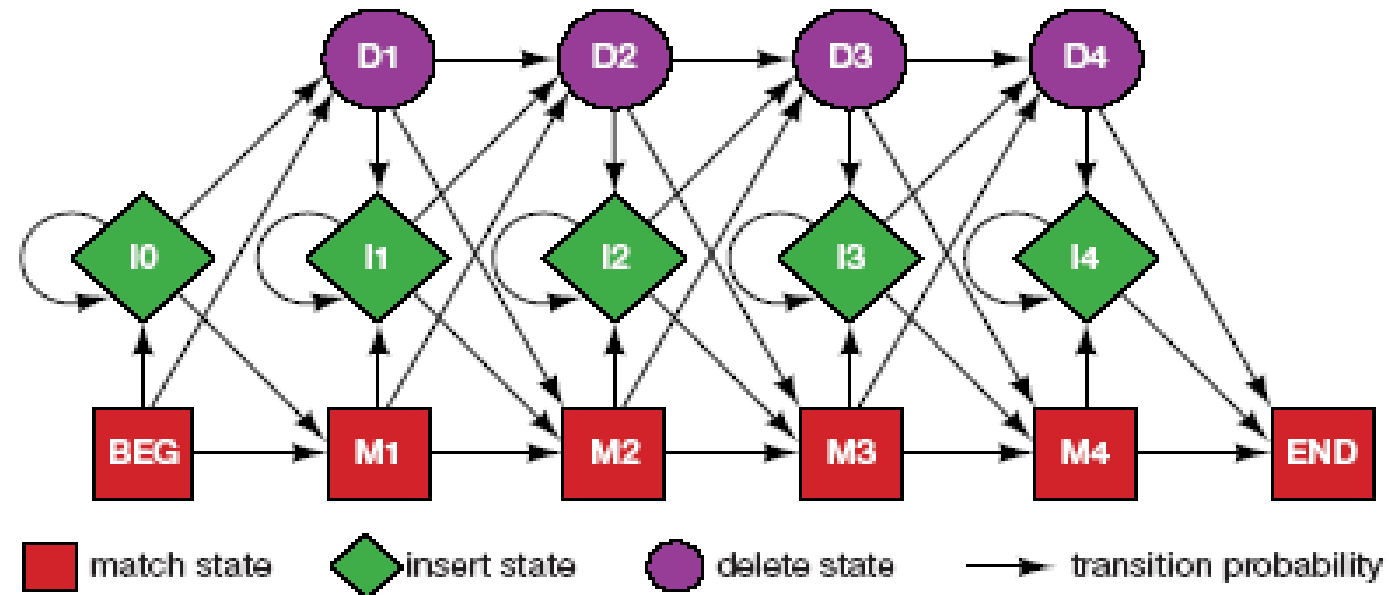 D1 D2 D3 D4
I0 I1 I2 I3 I4
BEG M1 M2 M3 M4 END
match state insert state delete state transition probability